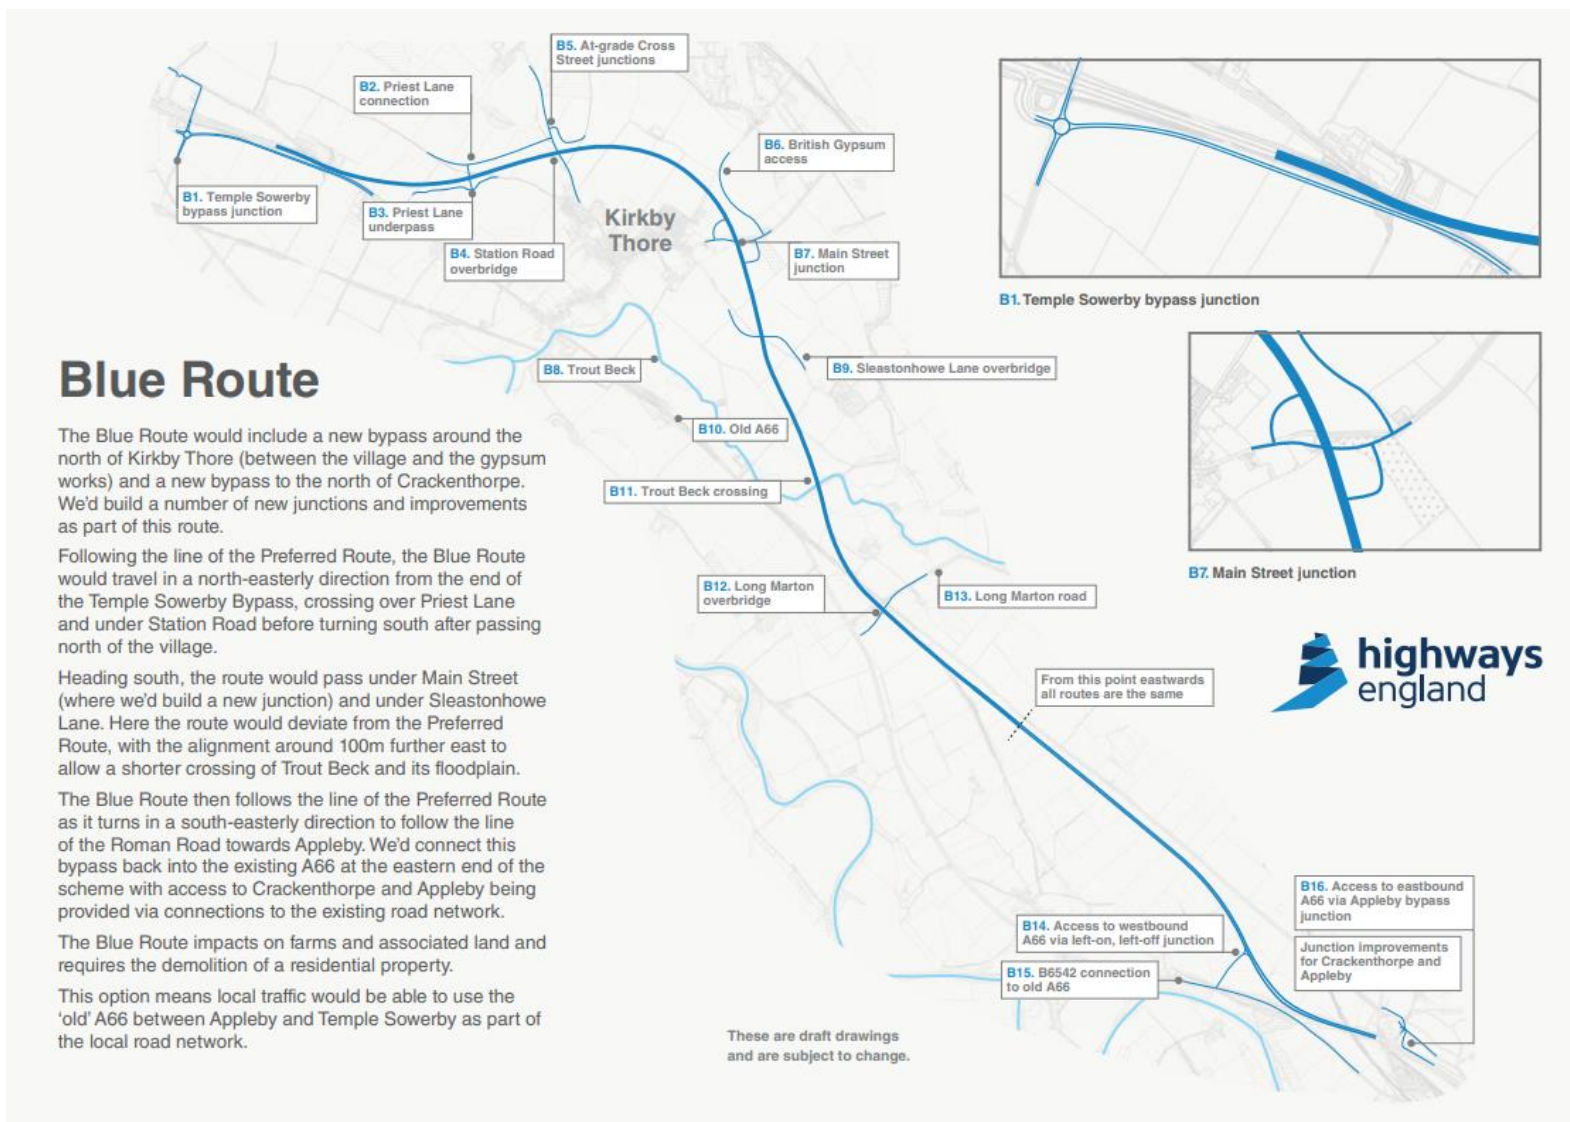 B5. At-grade Cross
Street junctions
B2. Priest Lane
connection
B6. British Gypsum
access
B1. Temple Sowerby
bypass junction
B3. Priest Lane
underpass
Kirkby
Thore
B4. Station Road
overbridge
B7. Main Street
junction
B1. Temple Sowerby bypass junction
B8. Trout Beck
B9. Sleastonhowe Lane overbridge
B10. Old A66
B11. Trout Beck crossing
B7. Main Street junction
B12. Long Marton
overbridge
B13. Long Marton road
highways
england
From this point eastwards
all routes are the same
B14. Access to westbound
A66 via left-on, left-off junction
B15. B6542 connection
to old A66
B16. Access to eastbound
A66 via Appleby bypass
junction
Junction improvements
for Crackenthorpe and
Appleby
These are draft drawings
and are subject to change.
Blue Route
The Blue Route would include a new bypass around the
north of Kirkby Thore (between the village and the gypsum
works) and a new bypass to the north of Crackenthorpe.
We'd build a number of new junctions and improvements
as part of this route.
Following the line of the Preferred Route, the Blue Route
would travel in a north-easterly direction from the end of
the Temple Sowerby Bypass, crossing over Priest Lane
and under Station Road before turning south after passing
north of the village.
Heading south, the route would pass under Main Street
(where we'd build a new junction) and under Sleastonhowe
Lane. Here the route would deviate from the Preferred
Route, with the alignment around 100m further east to
allow a shorter crossing of Trout Beck and its floodplain.
The Blue Route then follows the line of the Preferred Route
as it turns in a south-easterly direction to follow the line
of the Roman Road towards Appleby. We'd connect this
bypass back into the existing A66 at the eastern end of the
scheme with access to Crackenthorpe and Appleby being
provided via connections to the existing road network.
The Blue Route impacts on farms and associated land and
requires the demolition of a residential property.
This option means local traffic would be able to use the
'old' A66 between Appleby and Temple Sowerby as part of
the local road network.